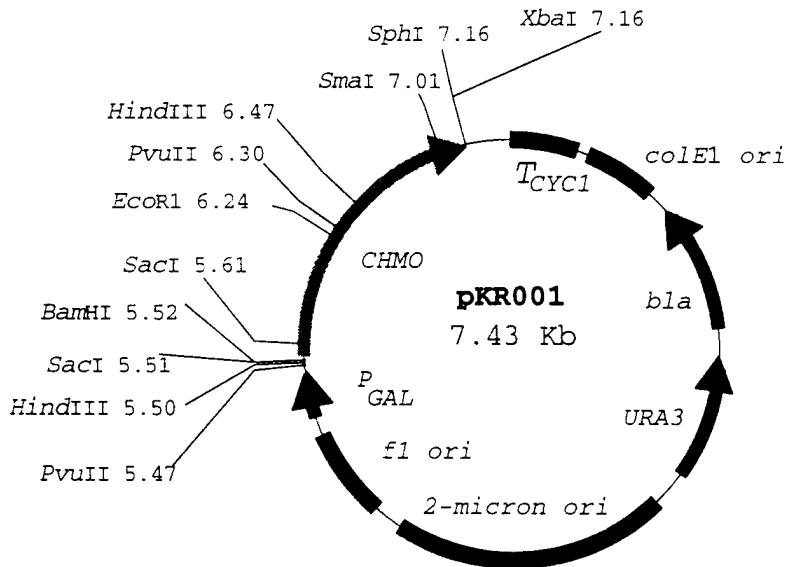 XbaI 7.16
SphI 7.16
SmaI 7.01
HindIII 6.47
PvuII 6.30
EcoR1 6.24
SacI 5.61
BamHI 5.52
SacI 5.51
HindIII 5.50
PvuII 5.47
TCYC1
colE1 ori
CHMO
bla
pKR001
7.43 Kb
PGAL
URA3
f1 ori
2-micron ori